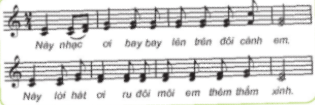 Này nhạc ơi bay bay lên trên đôi cánh em.
Này lời hát ơi ru đôi môi em thêm thắm xinh.